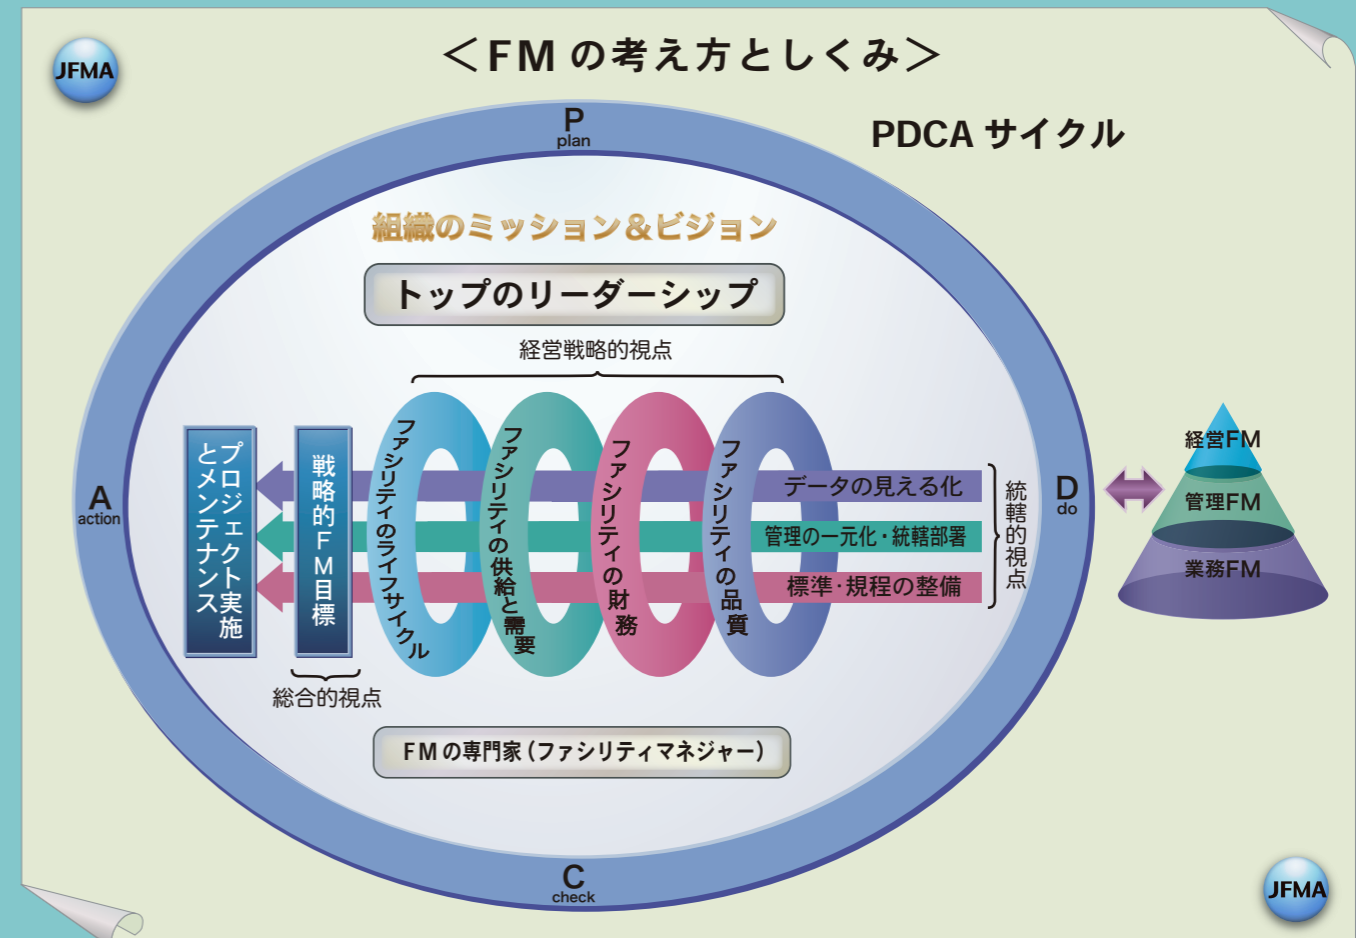 ＜FMの考え方としくみ＞
JFMA
PDCA サイクル
P
plan
組織のミッション＆ビジョン
トップのリーダーシップ
経営戦略的視点
プロジェクト実施
とメンテナンス
戦略的FM目標
ファシリティのライフサイクル
ファシリティの供給と需要
ファシリティの財務
ファシリティの品質
データの見える化
管理の一元化・統轄部署
標準・規程の整備
統轄的視点
総合的視点
A
action
D
do
経営FM
管理FM
業務FM
FMの専門家（ファシリティマネジャー）
C
check
JFMA